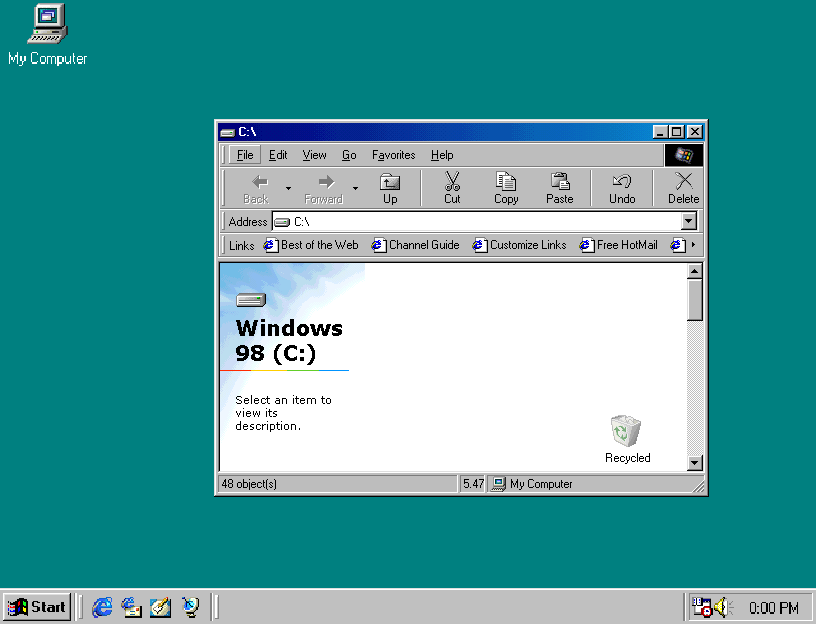 My Computer
C:\
File Edit View Go Favorites Help
Back Forward Up Cut Copy Paste Undo Delete
Address C:\
Links Best of the Web Channel Guide Customize Links Free HotMail
Windows
98 (C:)
Select an item to
view its
description.
Recycled
48 object(s) 5.47 My Computer
Start 0:00 PM